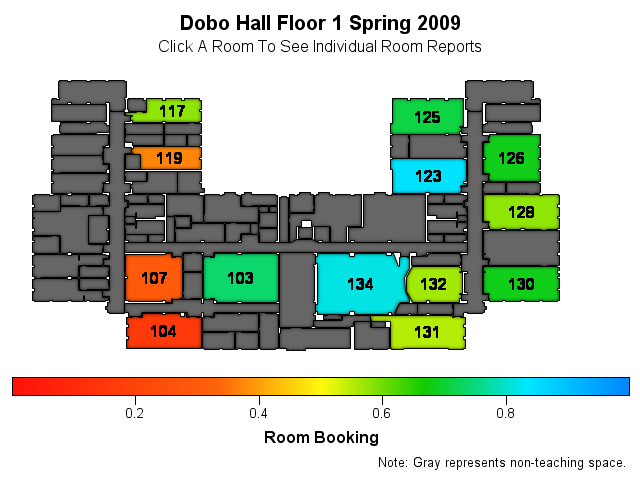 Dobo Hall Floor 1 Spring 2009
Click A Room To See Individual Room Reports
117
125
119
126
123
128
107
103
134
132
130
104
131
0.2 0.4 0.6 0.8
Room Booking
Note: Gray represents non-teaching space.